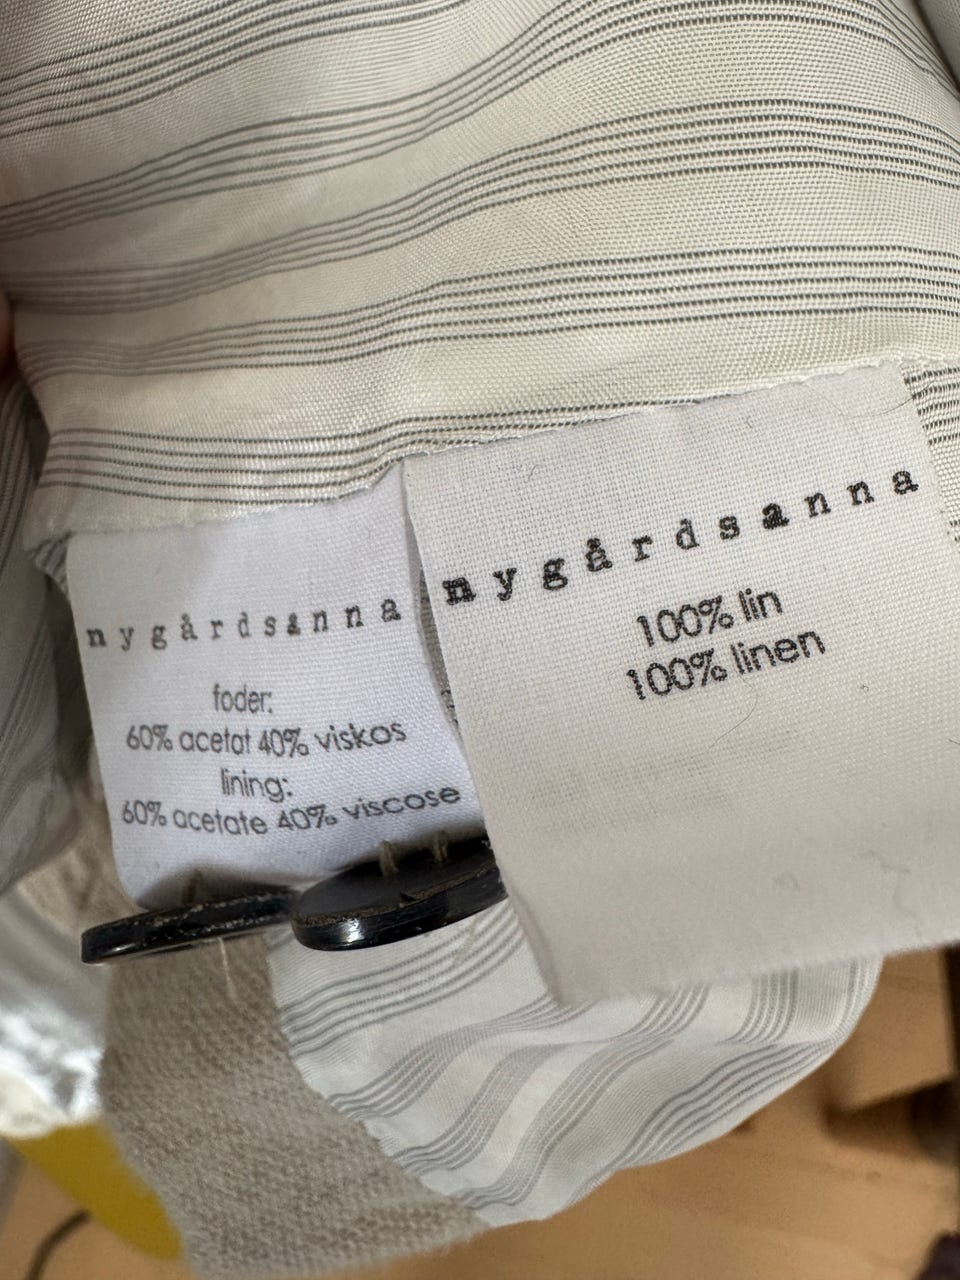 nygårdsanna
foder:
60% acetat 40% viskos
lining:
60% acetate 40% viscose
nygårdsanna
100% lin
100% linen